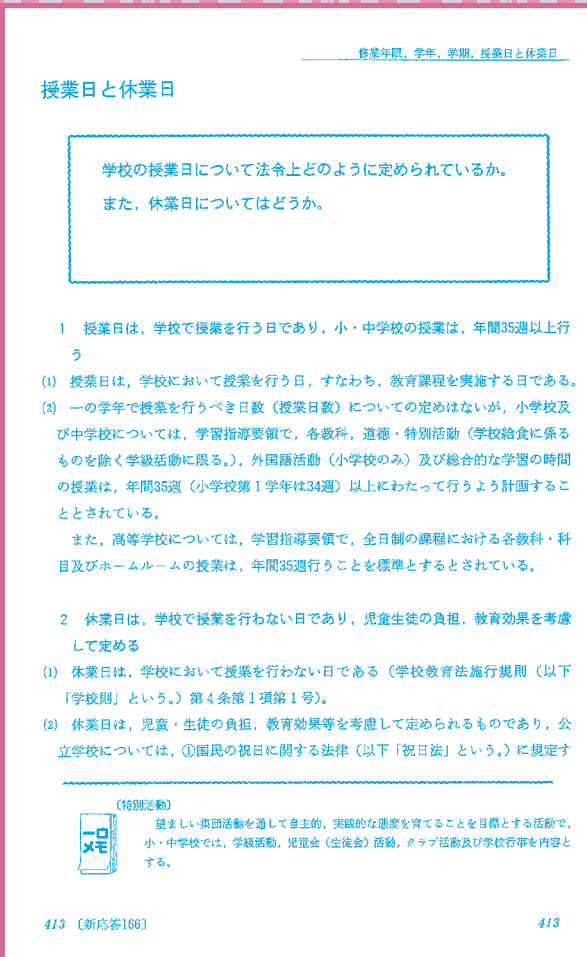 修業年限，学年，学期，授業日と休業日
授業日と休業日
学校の授業日について法令上どのように定められているか。
また，休業日についてはどうか。
1　授業日は，学校で授業を行う日であり，小・中学校の授業は，年間35週以上行
う
(1)　授業日は，学校において授業を行う日，すなわち，教育課程を実施する日である。
(2)　一の学年で授業を行うべき日数（授業日数）についての定めはないが，小学校及
び中学校については，学習指導要領で，各教科，道徳・特別活動（学校給食に係る
ものを除く学級活動に限る。），外国語活動（小学校のみ）及び総合的な学習の時間
の授業は，年間35週（小学校第1学年は34週）以上にわたって行うよう計画するこ
ととされている。
また，高等学校については，学習指導要領で，全日制の課程における各教科・科
目及びホームルームの授業は，年間35週行うことを標準とするとされている。
2　休業日は，学校で授業を行わない日であり，児童生徒の負担，教育効果を考慮
して定める
(1)　休業日は，学校において授業を行わない日である（学校教育法施行規則（以下
「学校則」という。）第4条第1項第1号）。
(2)　休業日は，児童・生徒の負担，教育効果等を考慮して定められるものであり，公
立学校については，①国民の祝日に関する法律（以下「祝日法」という。）に規定す
〔特別活動〕
一口
メモ
望ましい集団活動を通して自主的，実践的な態度を育てることを目標とする活動で，
小・中学校では，学級活動，児童会（生徒会）活動，クラブ活動及び学校行事を内容と
する。
413　〔新応答166〕
413